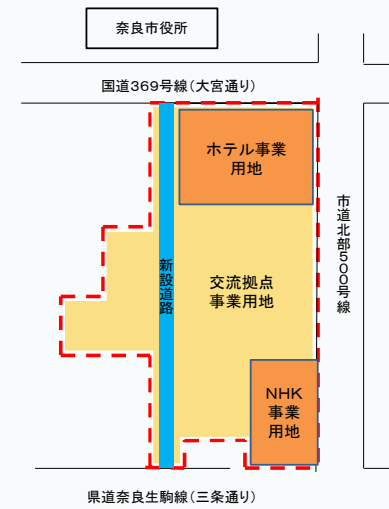 奈良市役所
国道369号線(大宮通り)
ホテル事業
用地
市道北部500号線
新設道路
交流拠点
事業用地
NHK
事業
用地
県道奈良生駒線(三条通り)